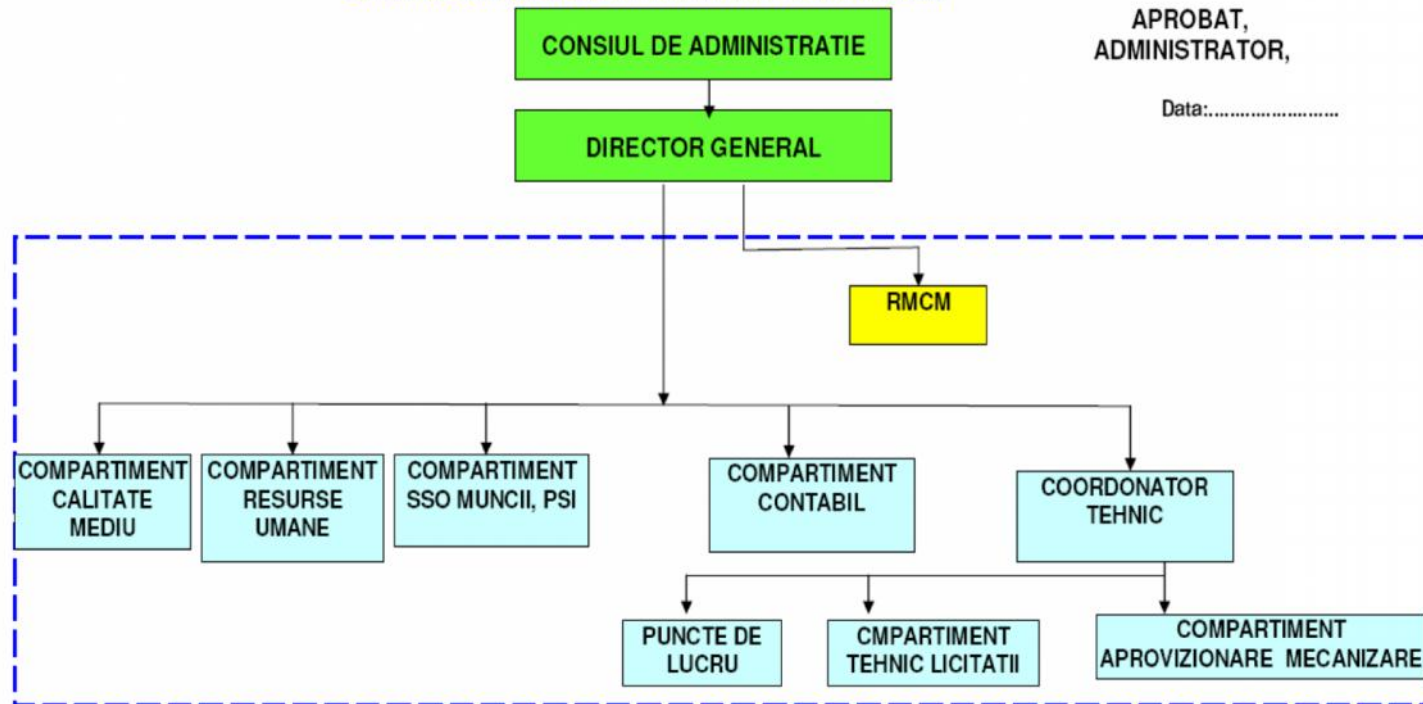 CONSIUL DE ADMINISTRATIE
APROBAT,
ADMINISTRATOR,
Data:.......................
DIRECTOR GENERAL
RMCM
COMPARTIMENT
CALITATE
MEDIU
COMPARTIMENT
RESURSE
UMANE
COMPARTIMENT
SSO MUNCII, PSI
COMPARTIMENT
CONTABIL
COORDONATOR
TEHNIC
PUNCTE DE
LUCRU
CMPARTIMENT
TEHNIC LICITATII
COMPARTIMENT
APROVIZIONARE MECANIZARE